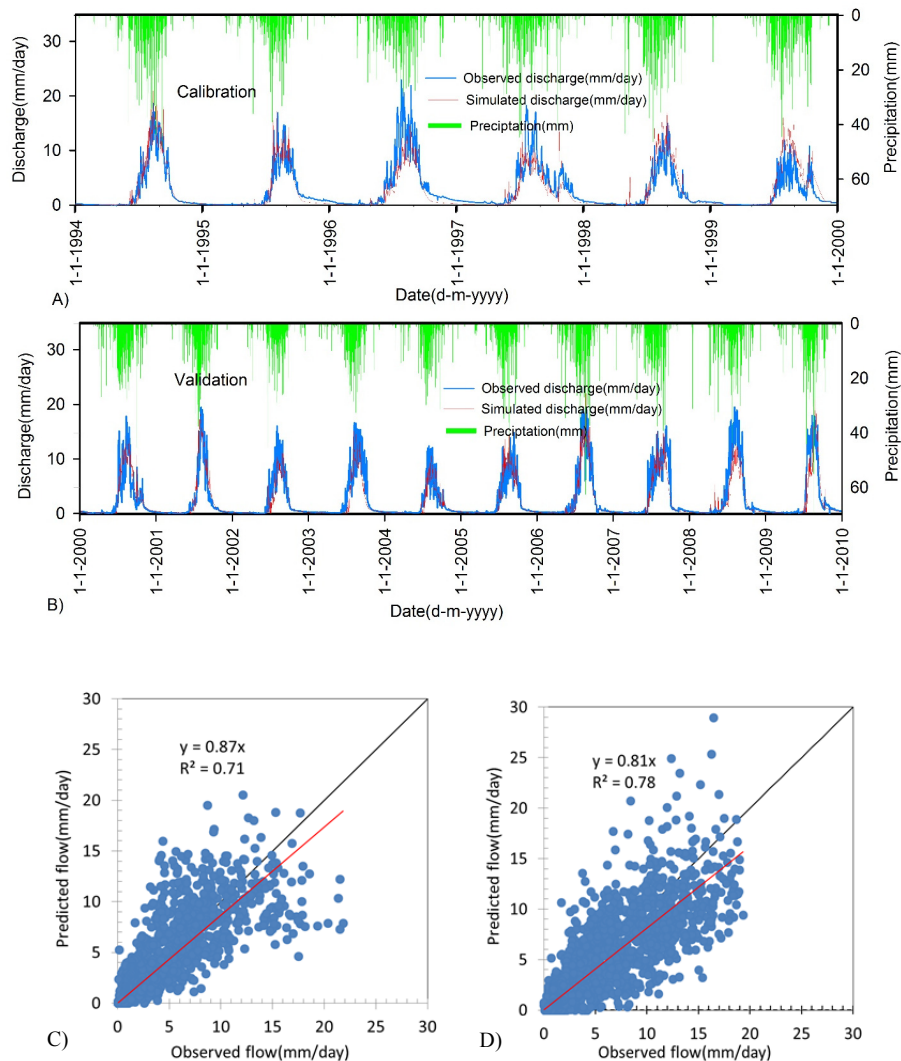 Discharge(mm/day)
30
20
10
0
0
20
40
60
Precipitation(mm)
Calibration
Observed discharge(mm/day)
Simulated discharge(mm/day)
Preciptation(mm)
1-1-1994
1-1-1995
1-1-1996
1-1-1997
1-1-1998
1-1-1999
1-1-2000
A)
Date(d-m-yyyy)
Discharge(mm/day)
30
20
10
0
0
20
40
60
Precipitation(mm)
Validation
Observed discharge(mm/day)
Simulated discharge(mm/day)
Preciptation(mm)
1-1-2000
1-1-2001
1-1-2002
1-1-2003
1-1-2004
1-1-2005
1-1-2006
1-1-2007
1-1-2008
1-1-2009
1-1-2010
B)
Date(d-m-yyyy)
Predicted flow(mm/day)
30
25
20
15
10
5
0
y = 0.87x
R² = 0.71
0 5 10 15 20 25 30
C)
Observed flow(mm/day)
Predicted flow(mm/day)
30
25
20
15
10
5
0
y = 0.81x
R² = 0.78
0 5 10 15 20 25 30
D)
Observed flow(mm/day)